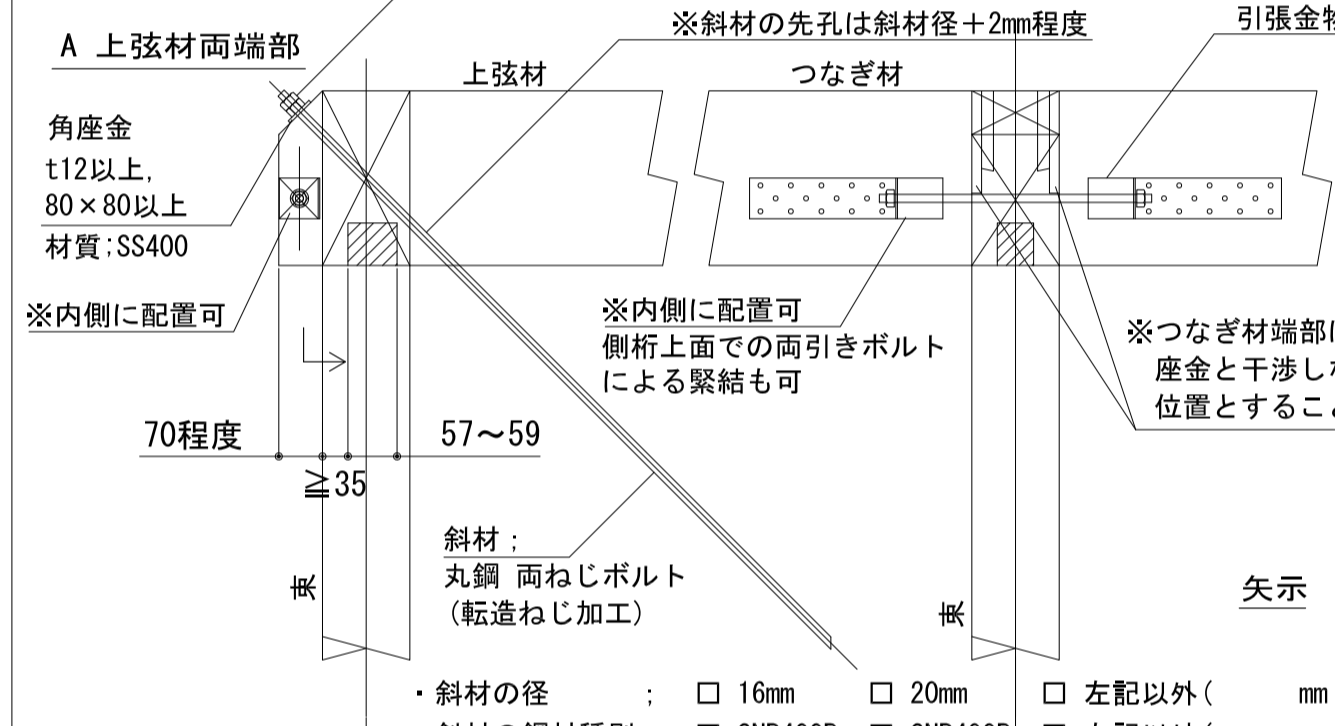 ※斜材の先孔は斜材径＋2mm程度
引張金物
A 上弦材両端部
上弦材
つなぎ材
角座金
t12以上,
80×80以上
材質;SS400
※内側に配置可
※内側に配置可
側桁上面での両引きボルト
による緊結も可
※つなぎ材端部は
座金と干渉しな
位置とすること
70程度
57～59
≧35
斜材；
丸鋼 両ねじボルト
(転造ねじ加工)
束
束
矢示
・斜材の径 ； □ 16mm □ 20mm □ 左記以外( mm